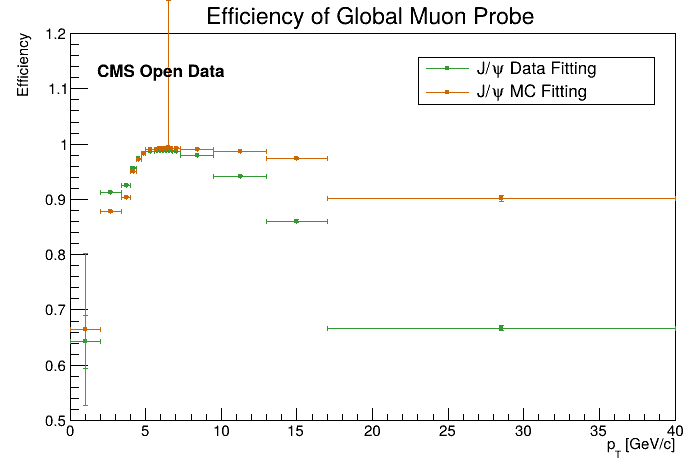 Efficiency of Global Muon Probe
Efficiency
1.2
1.1
1
0.9
0.8
0.7
0.6
0.5
CMS Open Data
J/ψ Data Fitting
J/ψ MC Fitting
0 5 10 15 20 25 30 35 40
p_T [GeV/c]